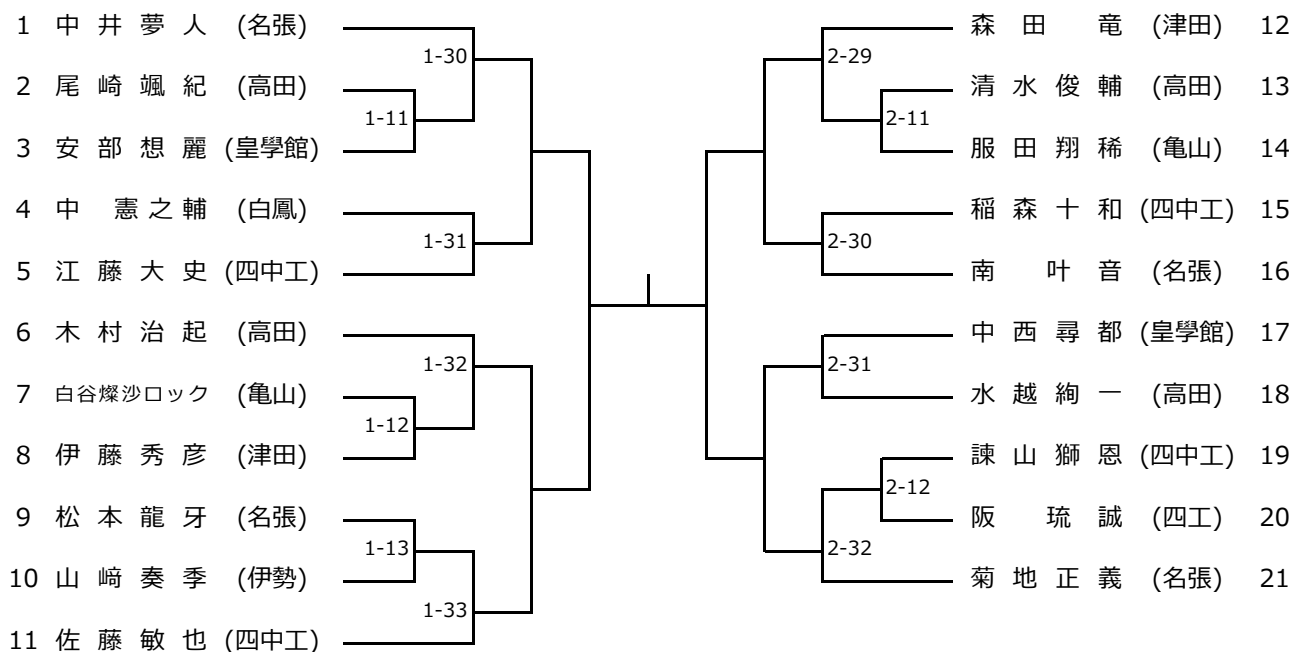 1 中井夢人 (名張)
1-30
2 尾崎颯紀 (高田)
1-11
3 安部想麗 (皇學館)
4 中 憲之輔 (白鳳)
1-31
5 江藤大史 (四中工)
6 木村治起 (高田)
1-32
7 白谷燦沙ロック (亀山)
1-12
8 伊藤秀彦 (津田)
9 松本龍牙 (名張)
1-13
10 山﨑奏季 (伊勢)
1-33
11 佐藤敏也 (四中工)
森田 竜 (津田) 12
2-29
清水俊輔 (高田) 13
2-11
服田翔稀 (亀山) 14
稲森十和 (四中工) 15
2-30
南 叶音 (名張) 16
中西尋都 (皇學館) 17
2-31
水越絢一 (高田) 18
諫山獅恩 (四中工) 19
2-12
阪 琉誠 (四工) 20
2-32
菊地正義 (名張) 21